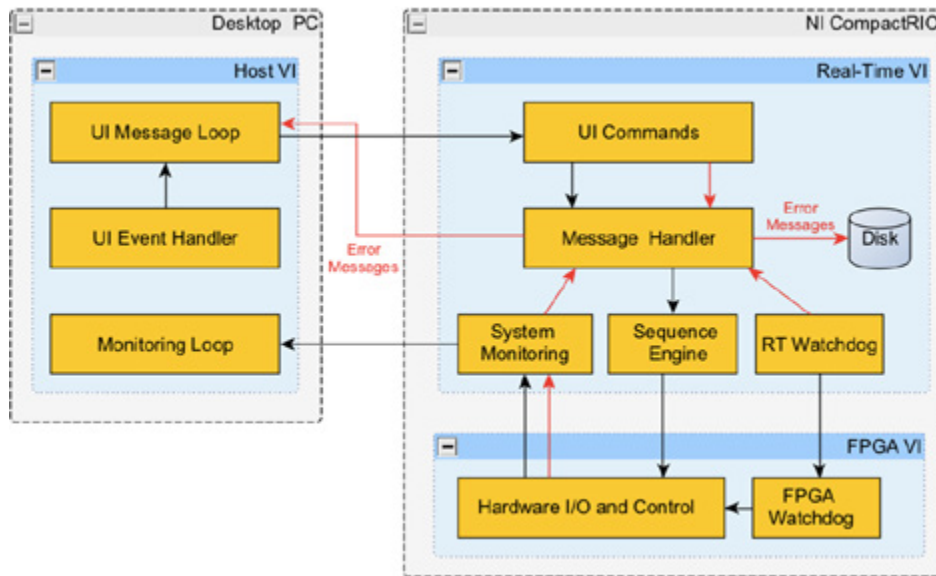 Desktop PC
Host VI
UI Message Loop
UI Event Handler
Monitoring Loop
Error
Messages
NI CompactRIO
Real-Time VI
UI Commands
Message Handler
Error
Messages
Disk
System
Monitoring
Sequence
Engine
RT Watchdog
FPGA VI
Hardware I/O and Control
FPGA
Watchdog